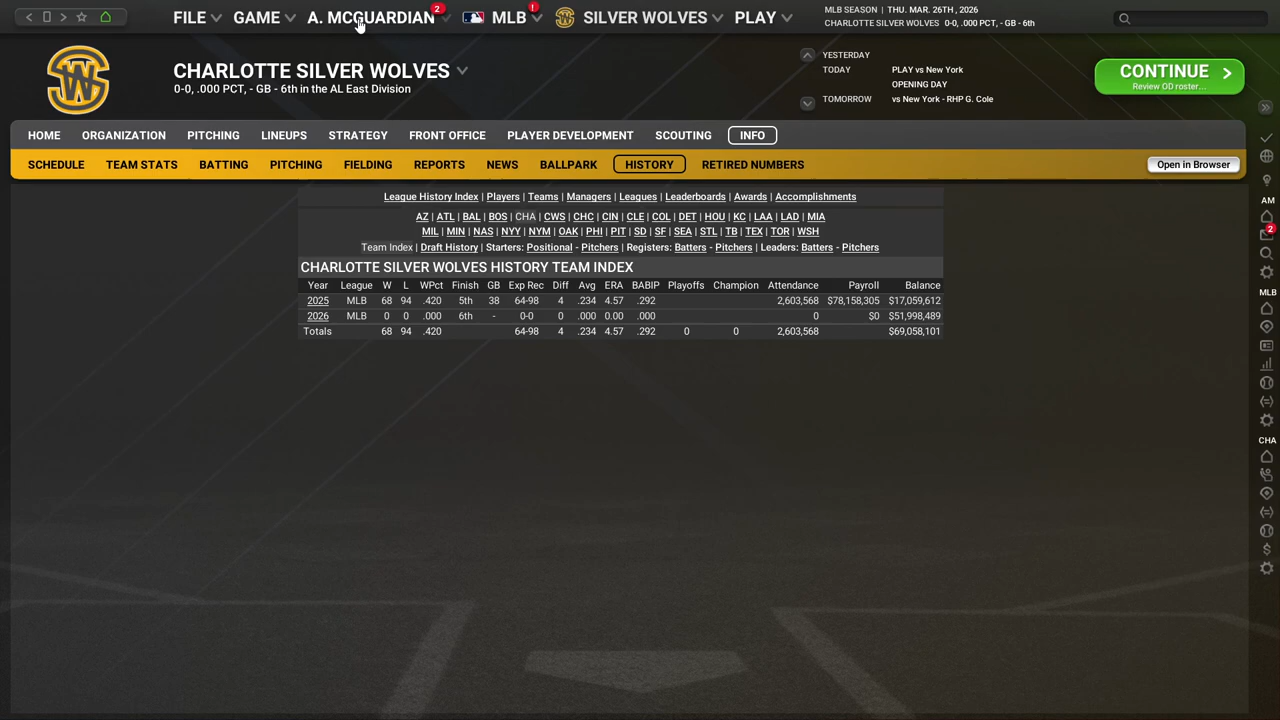 FILE GAME A. MCGUARDIAN 2 MLB ! SILVER WOLVES PLAY
MLB SEASON | THU. MAR. 26TH , 2026
CHARLOTTE SILVER WOLVES 0-0, .000 PCT, - GB - 6th
CHARLOTTE SILVER WOLVES
0-0, .000 PCT, - GB - 6th in the AL East Division
YESTERDAY
TODAY PLAY vs New York
OPENING DAY
TOMORROW vs New York - RHP G. Cole
CONTINUE
Review OD roster...
HOME ORGANIZATION PITCHING LINEUPS STRATEGY FRONT OFFICE PLAYER DEVELOPMENT SCOUTING INFO
SCHEDULE TEAM STATS BATTING PITCHING FIELDING REPORTS NEWS BALLPARK HISTORY RETIRED NUMBERS Open in Browser
League History Index | Players | Teams | Managers | Leagues | Leaderboards | Awards | Accomplishments
AZ | ATL | BAL | BOS | CHA | CWS | CHC | CIN | CLE | COL | DET | HOU | KC | LAA | LAD | MIA
MIL | MIN | NAS | NYY | NYM | OAK | PHI | PIT | SD | SF | SEA | STL | TB | TEX | TOR | WSH
Team Index | Draft History | Starters: Positional - Pitchers | Registers: Batters - Pitchers | Leaders: Batters - Pitchers
CHARLOTTE SILVER WOLVES HISTORY TEAM INDEX
Year League W L WPct Finish GB Exp Rec Diff Avg ERA BABIP Playoffs Champion Attendance Payroll Balance
2025 MLB 68 94 .420 5th 38 64-98 4 .234 4.57 .292 2,603,568 $78,158,305 $17,059,612
2026 MLB 0 0 .000 6th - 0-0 0 .000 0.00 .000 0 $0 $51,998,489
Totals 68 94 .420 64-98 4 .234 4.57 .292 0 0 2,603,568 $69,058,101
AM
2
MLB
CHA